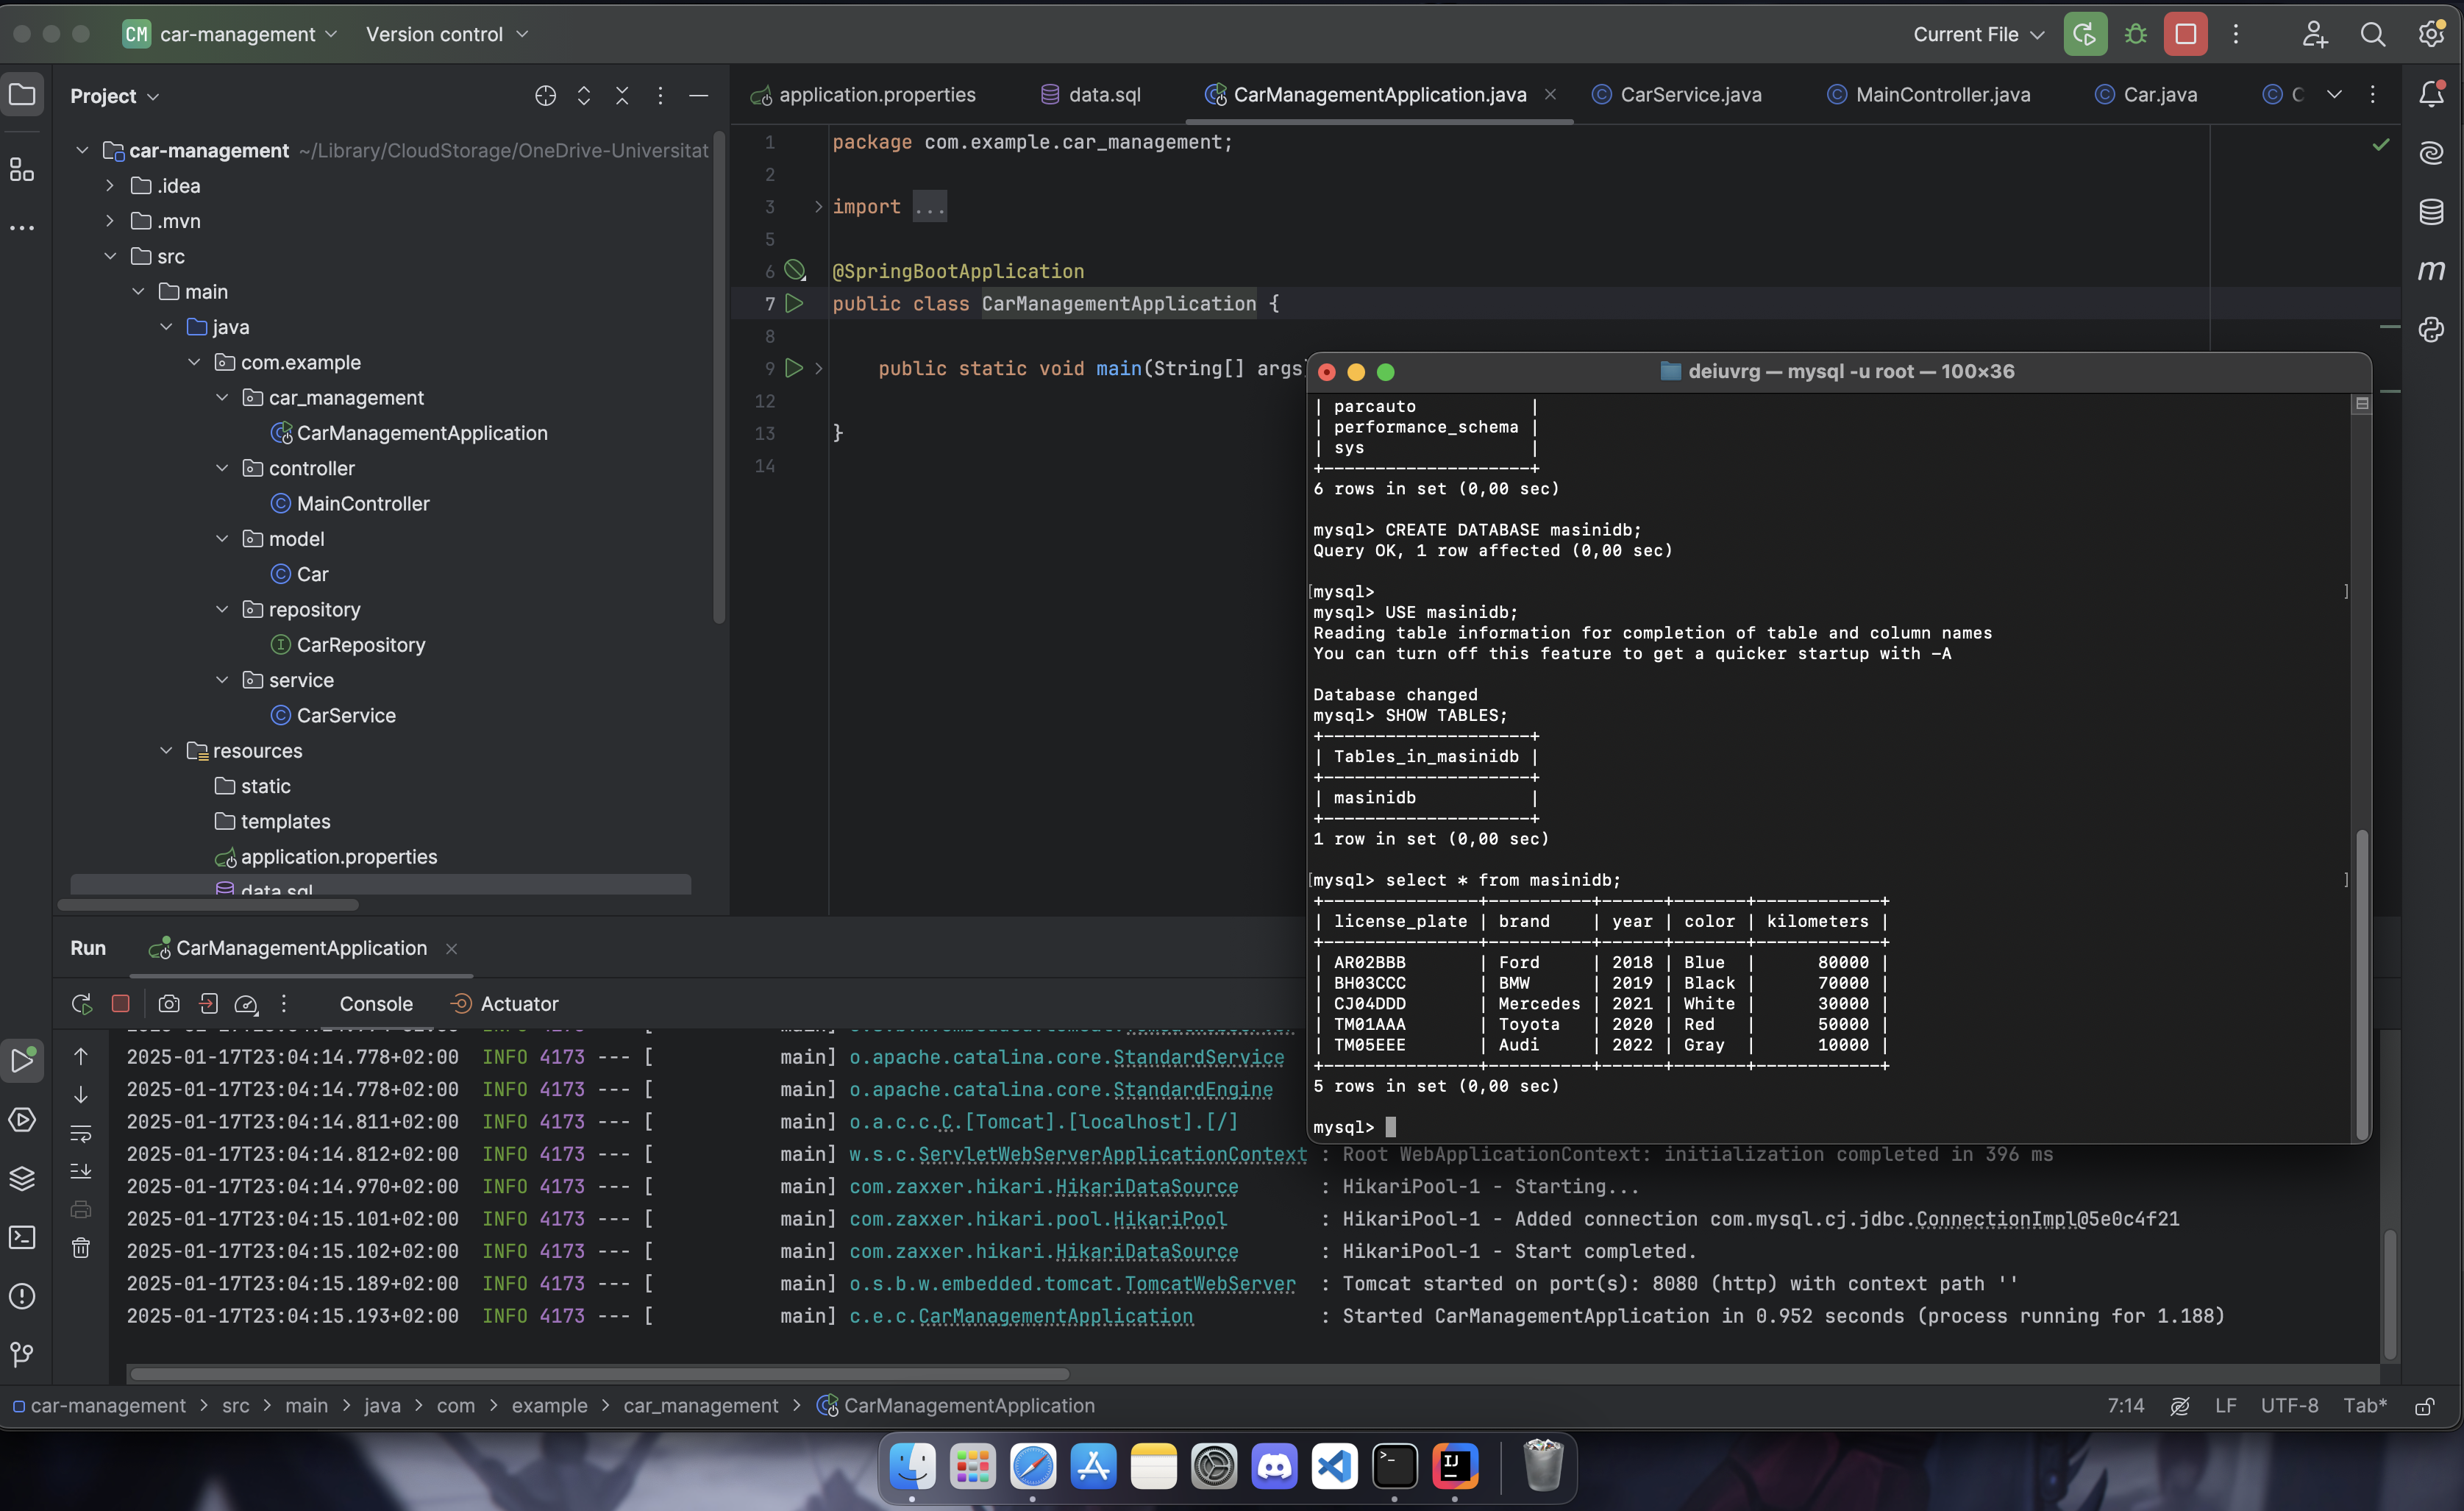 CM car-management Version control Current File
Project
car-management ~/Library/CloudStorage/OneDrive-Universitat
.idea
.mvn
src
main
java
com.example
car_management
CarManagementApplication
controller
MainController
model
Car
repository
CarRepository
service
CarService
resources
static
templates
application.properties
data.sql
application.properties data.sql CarManagementApplication.java CarService.java MainController.java Car.java C
1 package com.example.car_management;
2
3 import ...
5
6 @SpringBootApplication
7 public class CarManagementApplication {
8
9 public static void main(String[] args)
12
13 }
14
deiuvrg — mysql -u root — 100×36
| parcauto |
| performance_schema |
| sys |
+--------------------+
6 rows in set (0,00 sec)
mysql> CREATE DATABASE masinidb;
Query OK, 1 row affected (0,00 sec)
[mysql> ]
mysql> USE masinidb;
Reading table information for completion of table and column names
You can turn off this feature to get a quicker startup with -A
Database changed
mysql> SHOW TABLES;
+--------------------+
| Tables_in_masinidb |
+--------------------+
| masinidb |
+--------------------+
1 row in set (0,00 sec)
[mysql> select * from masinidb; ]
+---------------+----------+------+-------+------------+
| license_plate | brand | year | color | kilometers |
+---------------+----------+------+-------+------------+
| AR02BBB | Ford | 2018 | Blue | 80000 |
| BH03CCC | BMW | 2019 | Black | 70000 |
| CJ04DDD | Mercedes | 2021 | White | 30000 |
| TM01AAA | Toyota | 2020 | Red | 50000 |
| TM05EEE | Audi | 2022 | Gray | 10000 |
+---------------+----------+------+-------+------------+
5 rows in set (0,00 sec)
mysql>
Run CarManagementApplication
Console Actuator
2025-01-17T23:04:14.778+02:00 INFO 4173 --- [ main] o.apache.catalina.core.StandardService
2025-01-17T23:04:14.778+02:00 INFO 4173 --- [ main] o.apache.catalina.core.StandardEngine
2025-01-17T23:04:14.811+02:00 INFO 4173 --- [ main] o.a.c.c.C.[Tomcat].[localhost].[/]
2025-01-17T23:04:14.812+02:00 INFO 4173 --- [ main] w.s.c.ServletWebServerApplicationContext : Root WebApplicationContext: initialization completed in 396 ms
2025-01-17T23:04:14.970+02:00 INFO 4173 --- [ main] com.zaxxer.hikari.HikariDataSource : HikariPool-1 - Starting...
2025-01-17T23:04:15.101+02:00 INFO 4173 --- [ main] com.zaxxer.hikari.pool.HikariPool : HikariPool-1 - Added connection com.mysql.cj.jdbc.ConnectionImpl@5e0c4f21
2025-01-17T23:04:15.102+02:00 INFO 4173 --- [ main] com.zaxxer.hikari.HikariDataSource : HikariPool-1 - Start completed.
2025-01-17T23:04:15.189+02:00 INFO 4173 --- [ main] o.s.b.w.embedded.tomcat.TomcatWebServer : Tomcat started on port(s): 8080 (http) with context path ''
2025-01-17T23:04:15.193+02:00 INFO 4173 --- [ main] c.e.c.CarManagementApplication : Started CarManagementApplication in 0.952 seconds (process running for 1.188)
car-management > src > main > java > com > example > car_management > CarManagementApplication 7:14 LF UTF-8 Tab*